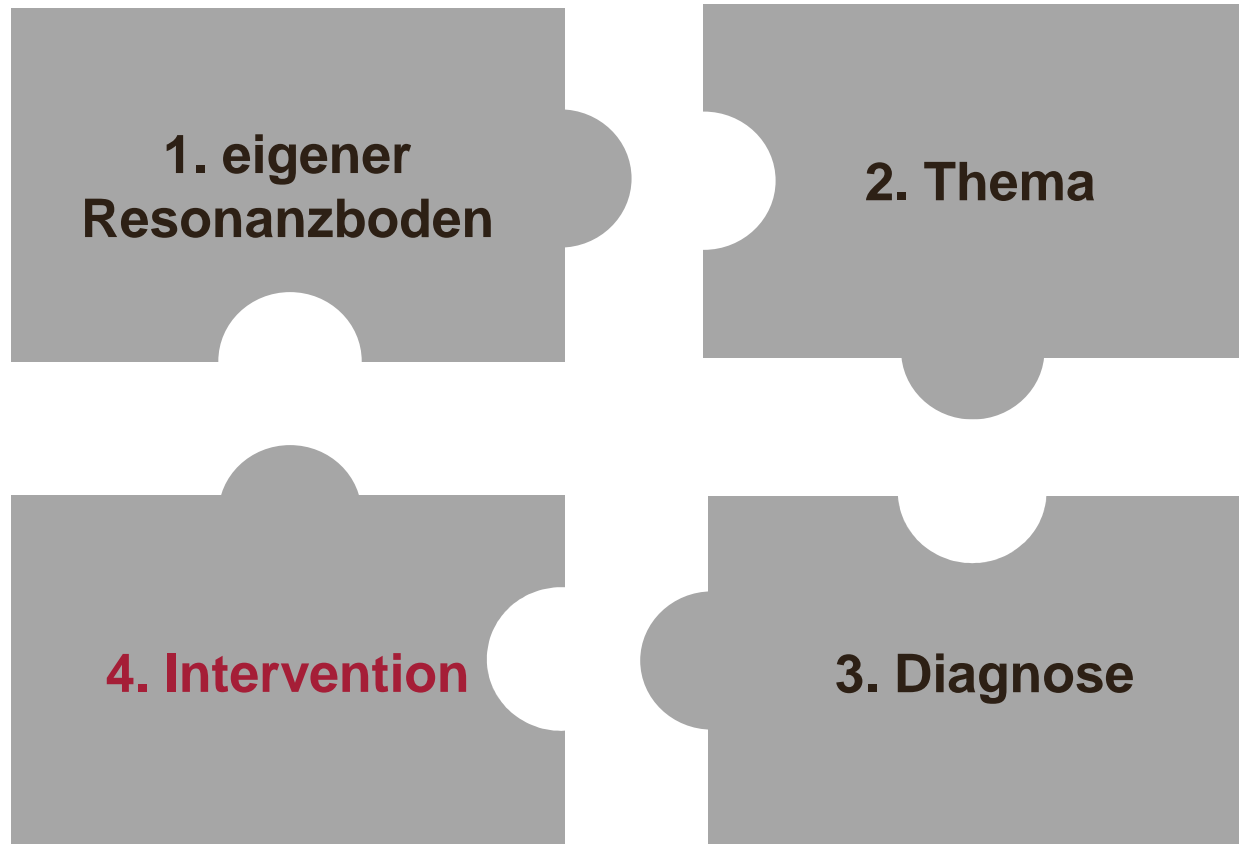 1. eigener
Resonanzboden
2. Thema
4. Intervention
3. Diagnose